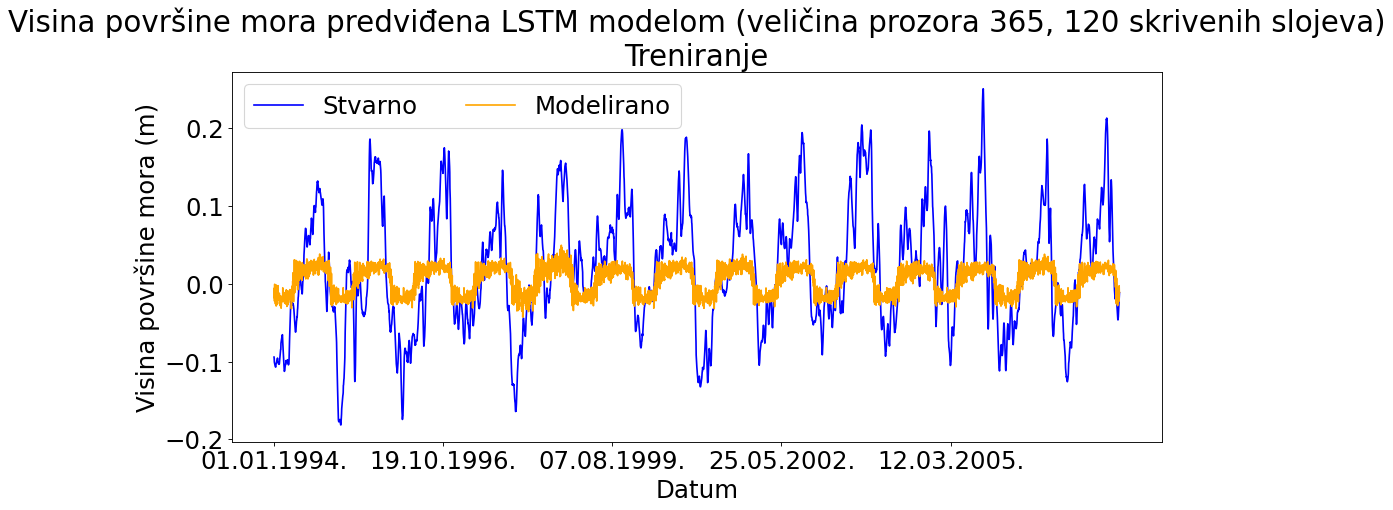 Visina površine mora predviđena LSTM modelom (veličina prozora 365, 120 skrivenih slojeva)
Treniranje
Stvarno Modelirano
Visina površine mora (m)
0.2
0.1
0.0
−0.1
−0.2
01.01.1994. 19.10.1996. 07.08.1999. 25.05.2002. 12.03.2005.
Datum